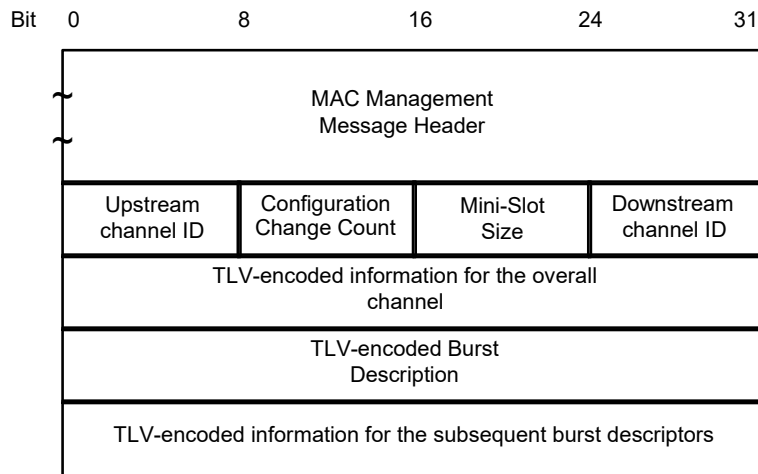 Bit 0 8 16 24 31
MAC Management
Message Header
Upstream
channel ID
Configuration
Change Count
Mini-Slot
Size
Downstream
channel ID
TLV-encoded information for the overall
channel
TLV-encoded Burst
Description
TLV-encoded information for the subsequent burst descriptors